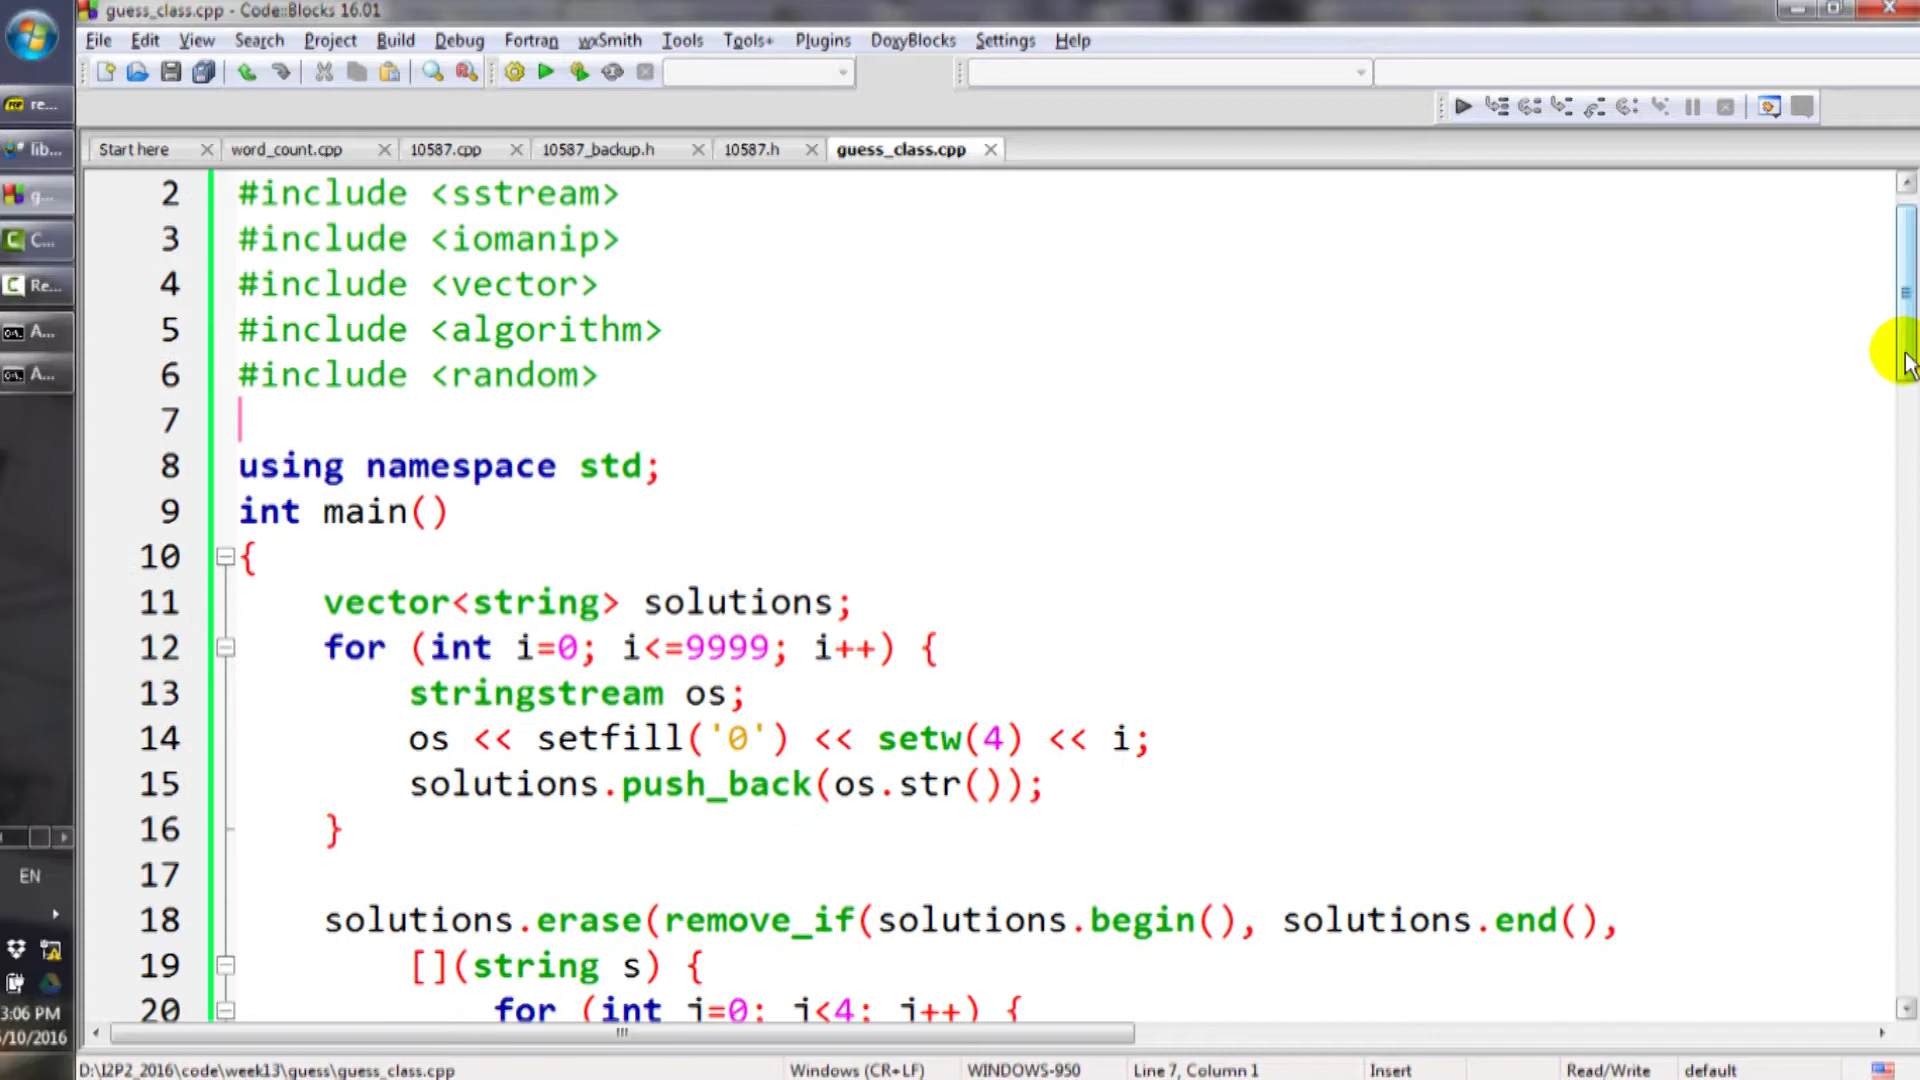 guess_class.cpp - Code::Blocks 16.01
File Edit View Search Project Build Debug Fortran wxSmith Tools Tools+ Plugins DoxyBlocks Settings Help
Start here word_count.cpp 10587.cpp 10587_backup.h 10587.h guess_class.cpp
re...
lib...
g...
C...
Re...
A...
A...
2 #include <sstream>
3 #include <iomanip>
4 #include <vector>
5 #include <algorithm>
6 #include <random>
7
8 using namespace std;
9 int main()
10 {
11 vector<string> solutions;
12 for (int i=0; i<=9999; i++) {
13 stringstream os;
14 os << setfill('0') << setw(4) << i;
15 solutions.push_back(os.str());
16 }
17
18 solutions.erase(remove_if(solutions.begin(), solutions.end(),
19 [](string s) {
20 for (int i=0; i<4; i++) {
EN
3:06 PM
/10/2016
D:\I2P2_2016\code\week13\guess\guess_class.cpp Windows (CR+LF) WINDOWS-950 Line 7, Column 1 Insert Read/Write default